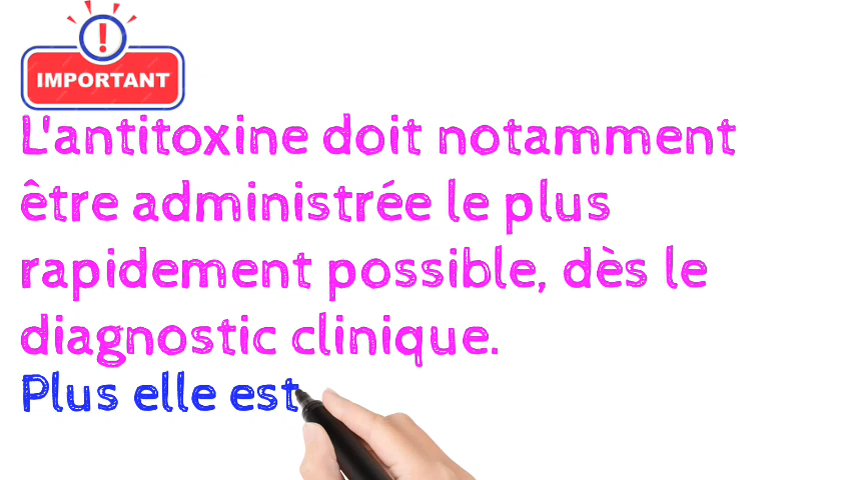 IMPORTANT
L'antitoxine doit notamment
être administrée le plus
rapidement possible, dès le
diagnostic clinique.
Plus elle est